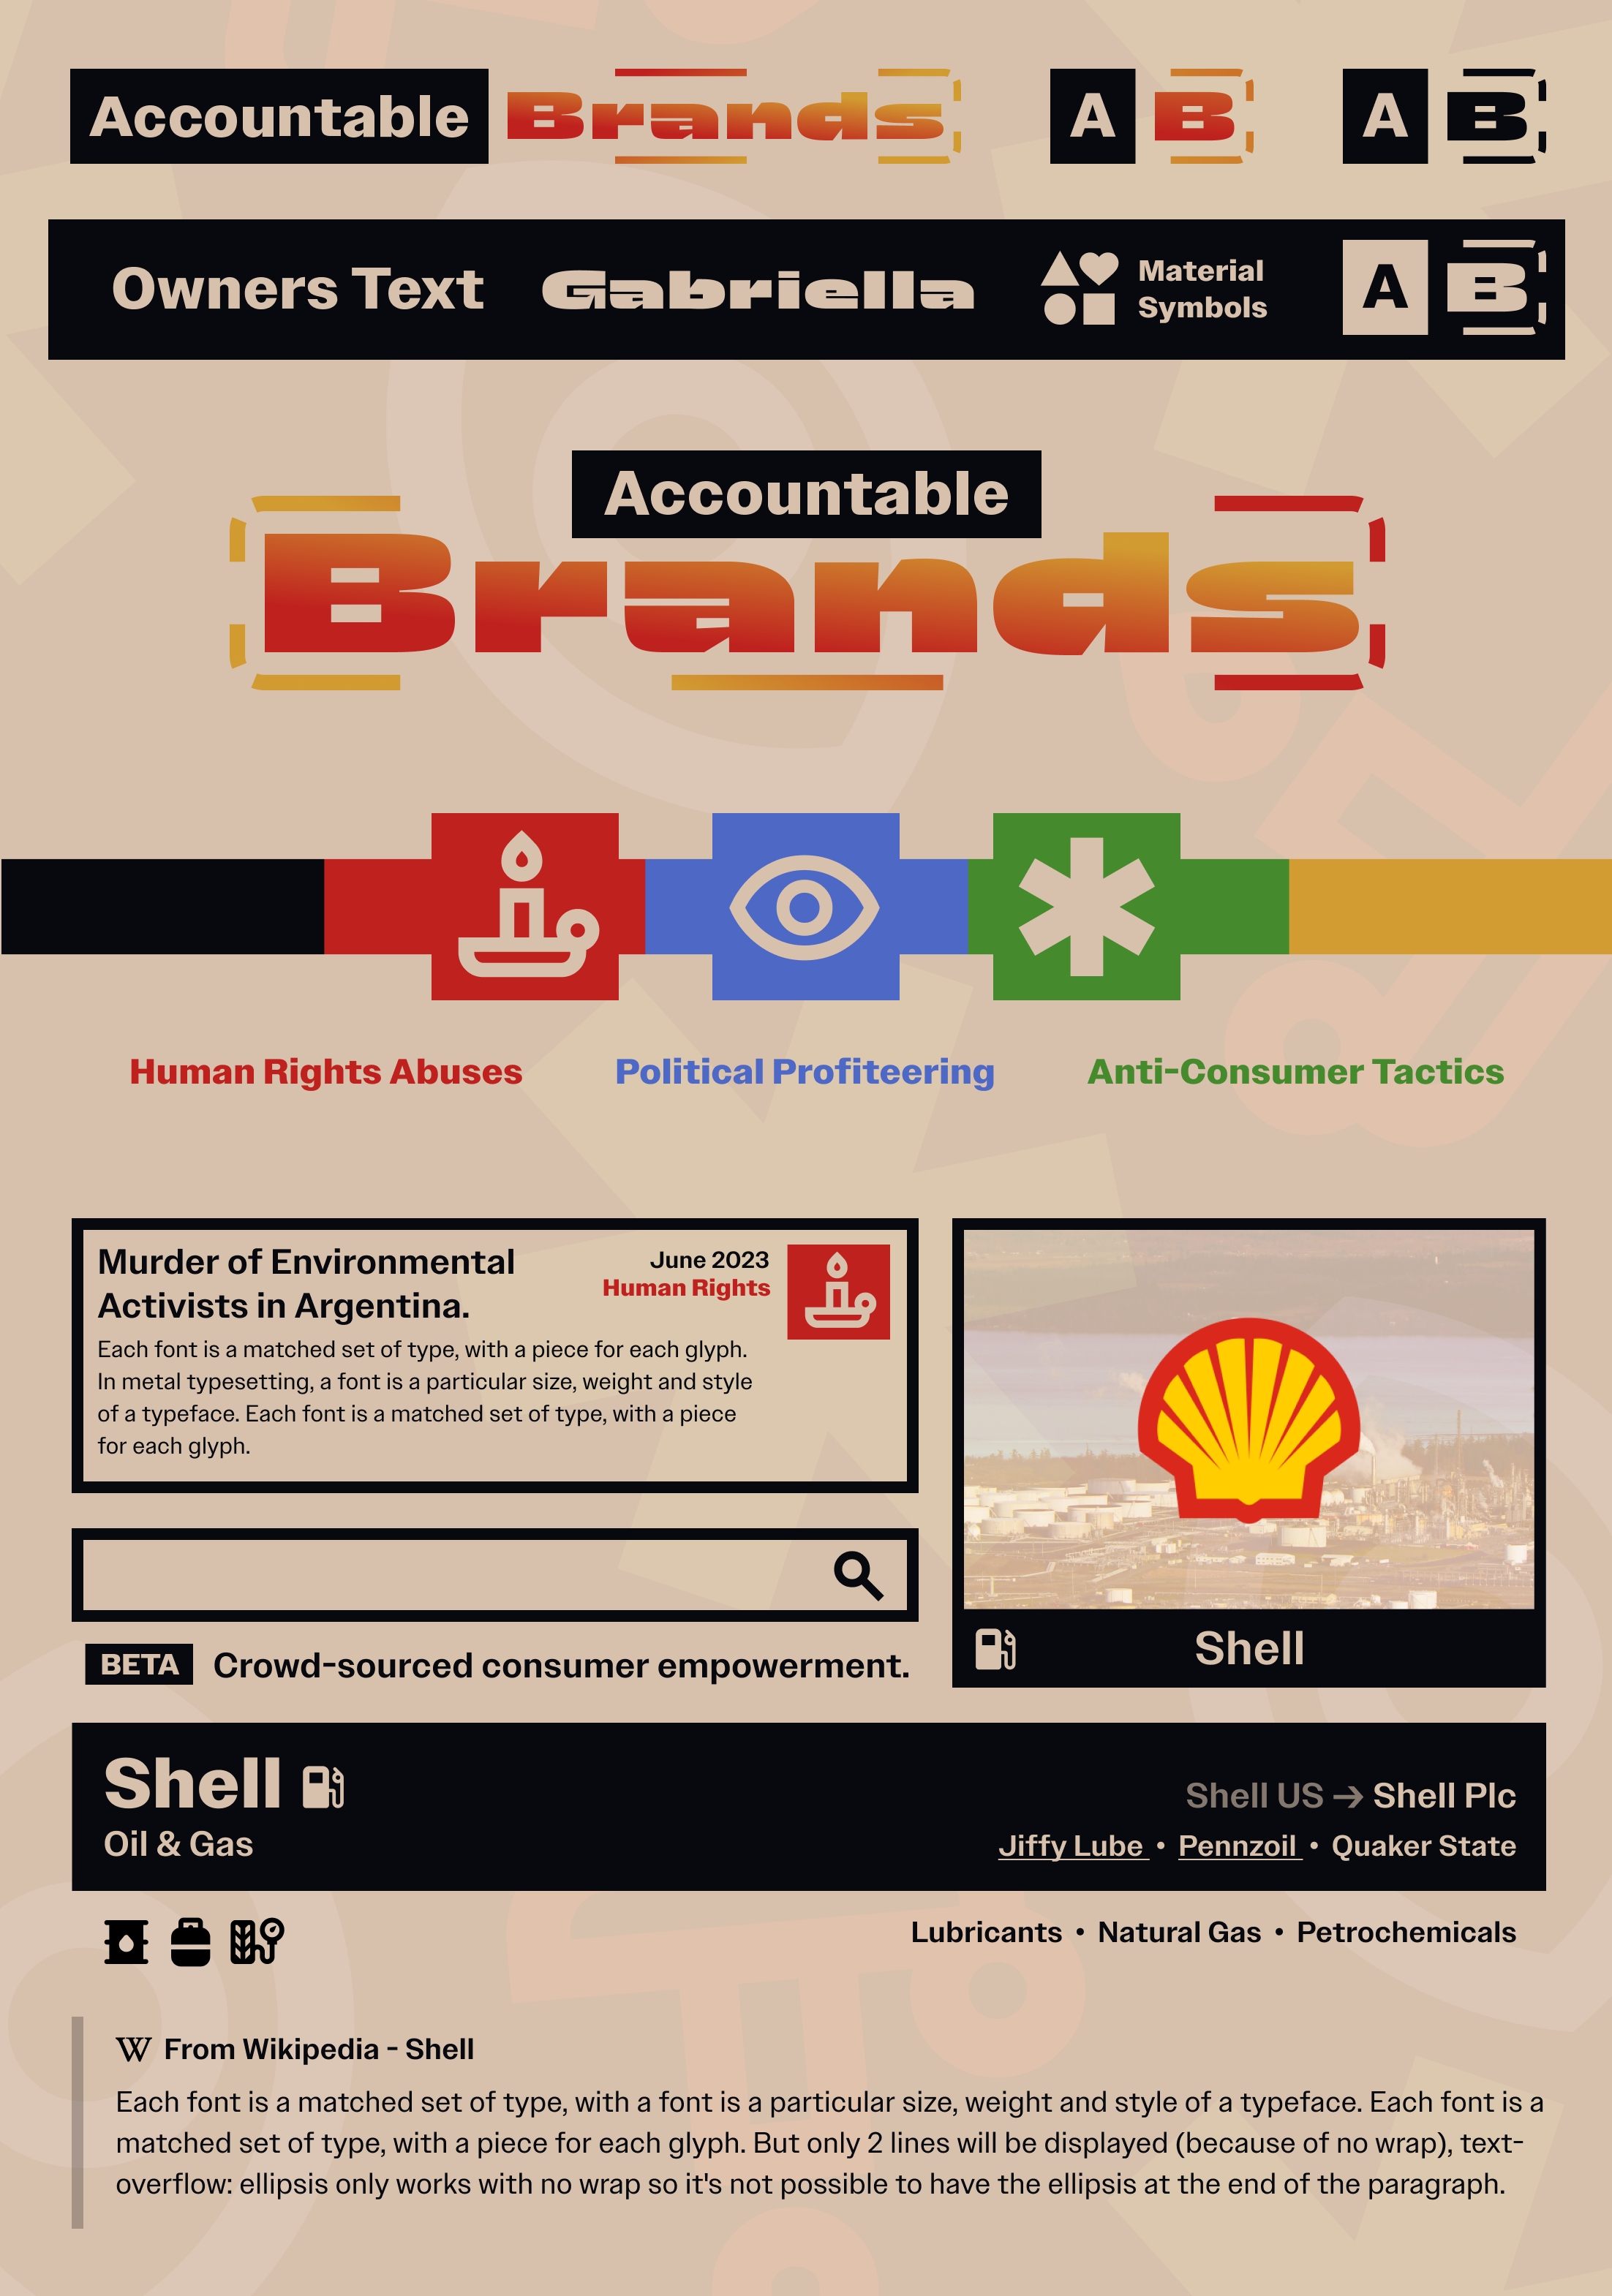 Accountable Brands A B A B
Owners Text Gabriella Material Symbols A B
Accountable
Brands
Human Rights Abuses Political Profiteering Anti-Consumer Tactics
Murder of Environmental
Activists in Argentina.
June 2023
Human Rights
Each font is a matched set of type, with a piece for each glyph.
In metal typesetting, a font is a particular size, weight and style
of a typeface. Each font is a matched set of type, with a piece
for each glyph.
BETA Crowd-sourced consumer empowerment.
Shell
Shell
Oil & Gas
Shell US → Shell Plc
Jiffy Lube • Pennzoil • Quaker State
Lubricants • Natural Gas • Petrochemicals
W From Wikipedia - Shell
Each font is a matched set of type, with a font is a particular size, weight and style of a typeface. Each font is a
matched set of type, with a piece for each glyph. But only 2 lines will be displayed (because of no wrap), text-
overflow: ellipsis only works with no wrap so it's not possible to have the ellipsis at the end of the paragraph.